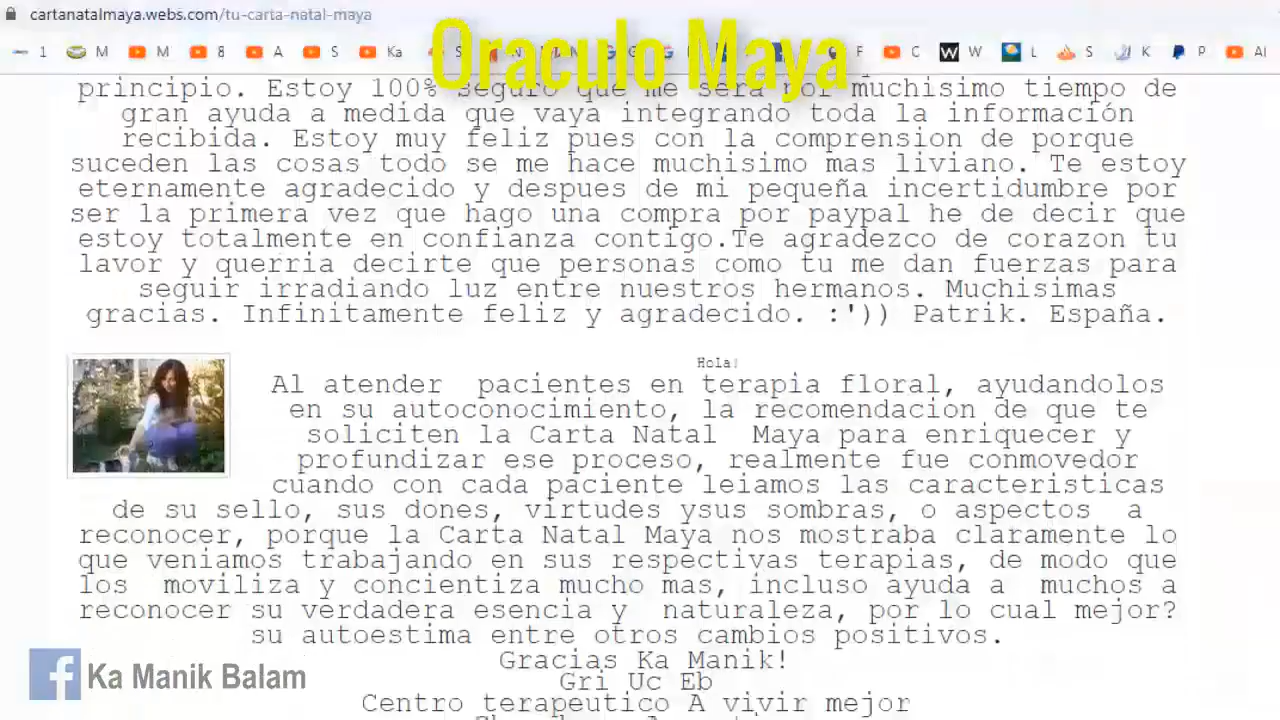 cartanatalmaya.webs.com/tu-carta-natal-maya
1 M M 8 A S Ka S F C W L S K P AI
Oraculo Maya
principio. Estoy 100% seguro que me sera por muchisimo tiempo de
gran ayuda a medida que vaya integrando toda la información
recibida. Estoy muy feliz pues con la comprension de porque
suceden las cosas todo se me hace muchisimo mas liviano. Te estoy
eternamente agradecido y despues de mi pequeña incertidumbre por
ser la primera vez que hago una compra por paypal he de decir que
estoy totalmente en confianza contigo.Te agradezco de corazon tu
lavor y querria decirte que personas como tu me dan fuerzas para
seguir irradiando luz entre nuestros hermanos. Muchisimas
gracias. Infinitamente feliz y agradecido. :')) Patrik. España.
Hola!
Al atender pacientes en terapia floral, ayudandolos
en su autoconocimiento, la recomendacion de que te
soliciten la Carta Natal Maya para enriquecer y
profundizar ese proceso, realmente fue conmovedor
cuando con cada paciente leiamos las caracteristicas
de su sello, sus dones, virtudes ysus sombras, o aspectos a
reconocer, porque la Carta Natal Maya nos mostraba claramente lo
que veniamos trabajando en sus respectivas terapias, de modo que
los moviliza y concientiza mucho mas, incluso ayuda a muchos a
reconocer su verdadera esencia y naturaleza, por lo cual mejor?
su autoestima entre otros cambios positivos.
Gracias Ka Manik!
Gri Uc Eb
Centro terapeutico A vivir mejor
f Ka Manik Balam